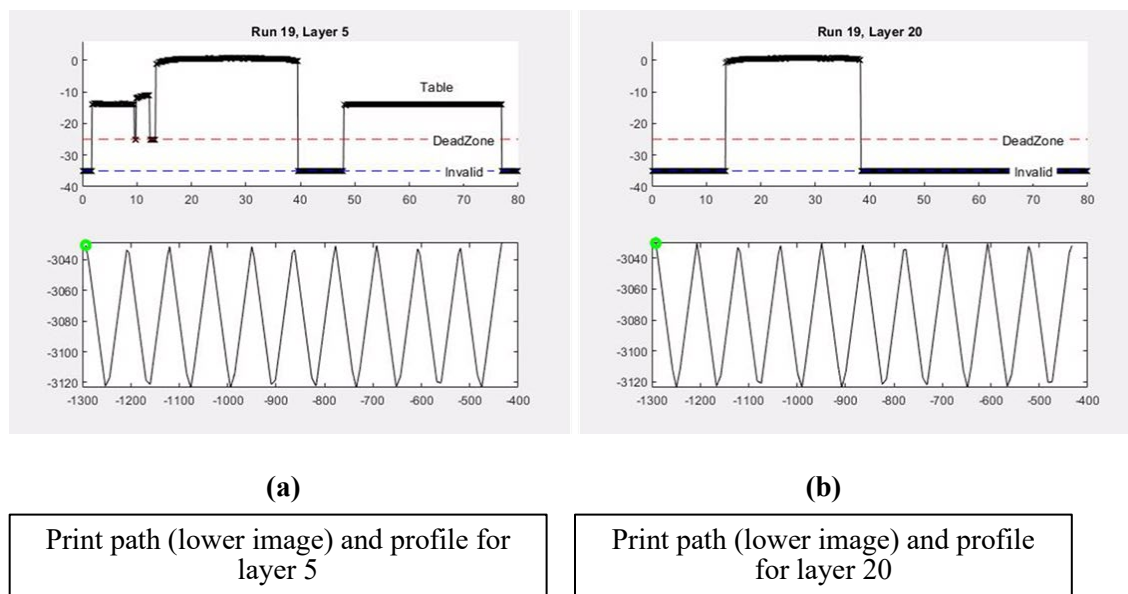 Run 19, Layer 5
0
-10
-20
-30
-40
Table
DeadZone
Invalid
0 10 20 30 40 50 60 70 80
-3040
-3060
-3080
-3100
-3120
-1300 -1200 -1100 -1000 -900 -800 -700 -600 -500 -400
Run 19, Layer 20
0
-10
-20
-30
-40
DeadZone
Invalid
0 10 20 30 40 50 60 70 80
-3040
-3060
-3080
-3100
-3120
-1300 -1200 -1100 -1000 -900 -800 -700 -600 -500 -400
(a)
(b)
Print path (lower image) and profile for
layer 5
Print path (lower image) and profile
for layer 20